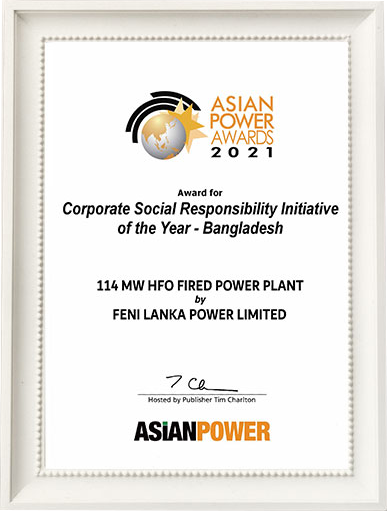 ASIAN
POWER
AWARDS
2021
Award for
Corporate Social Responsibility Initiative
of the Year - Bangladesh
114 MW HFO FIRED POWER PLANT
by
FENI LANKA POWER LIMITED
Hosted by Publisher Tim Charlton
ASIANPOWER